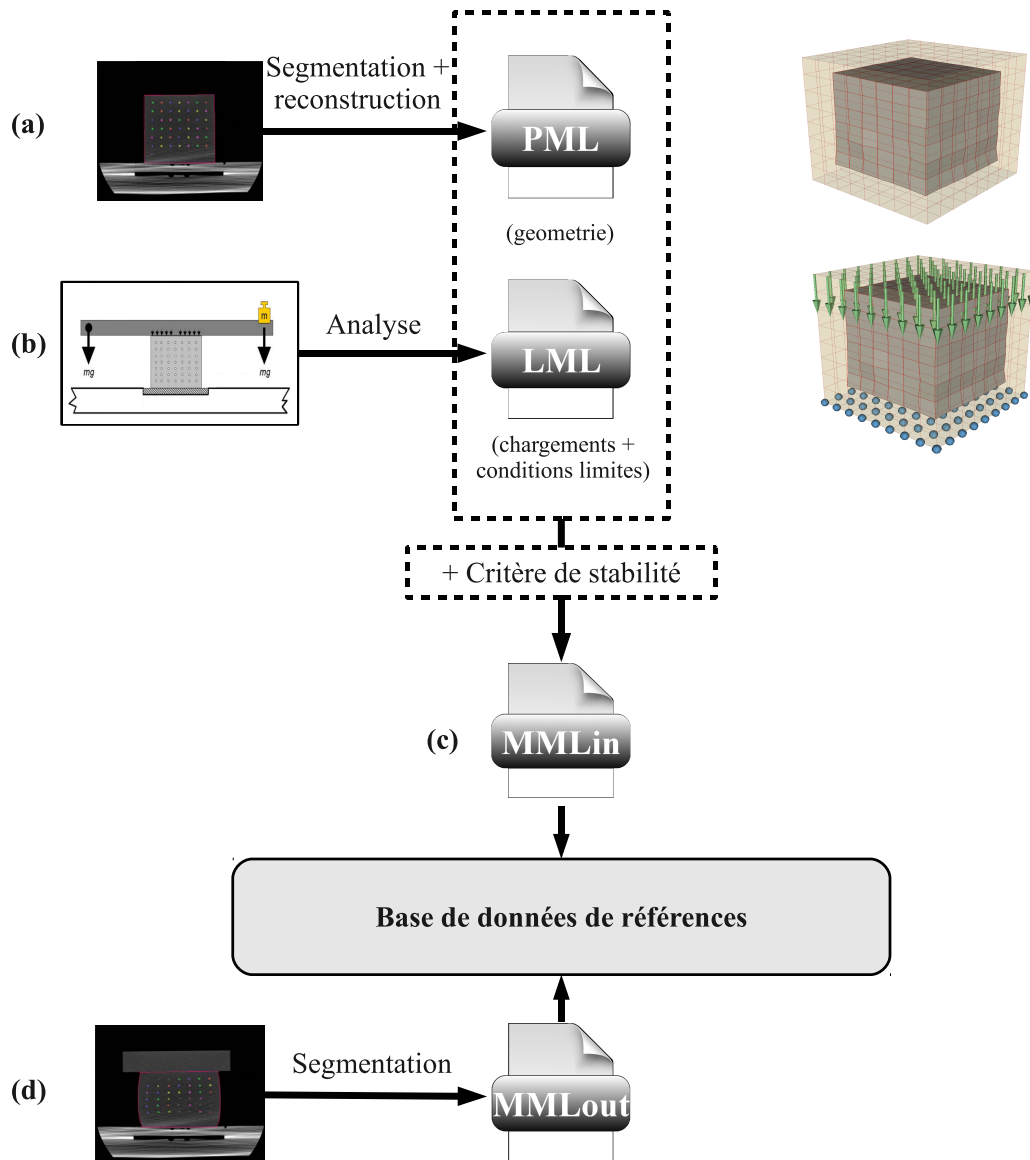 Segmentation +
reconstruction
(a)
PML
(geometrie)
m
Analyse
(b)
mg
mg
LML
(chargements +
conditions limites)
+ Critère de stabilité
(c)
MMLin
Base de données de références
Segmentation
(d)
MMLout